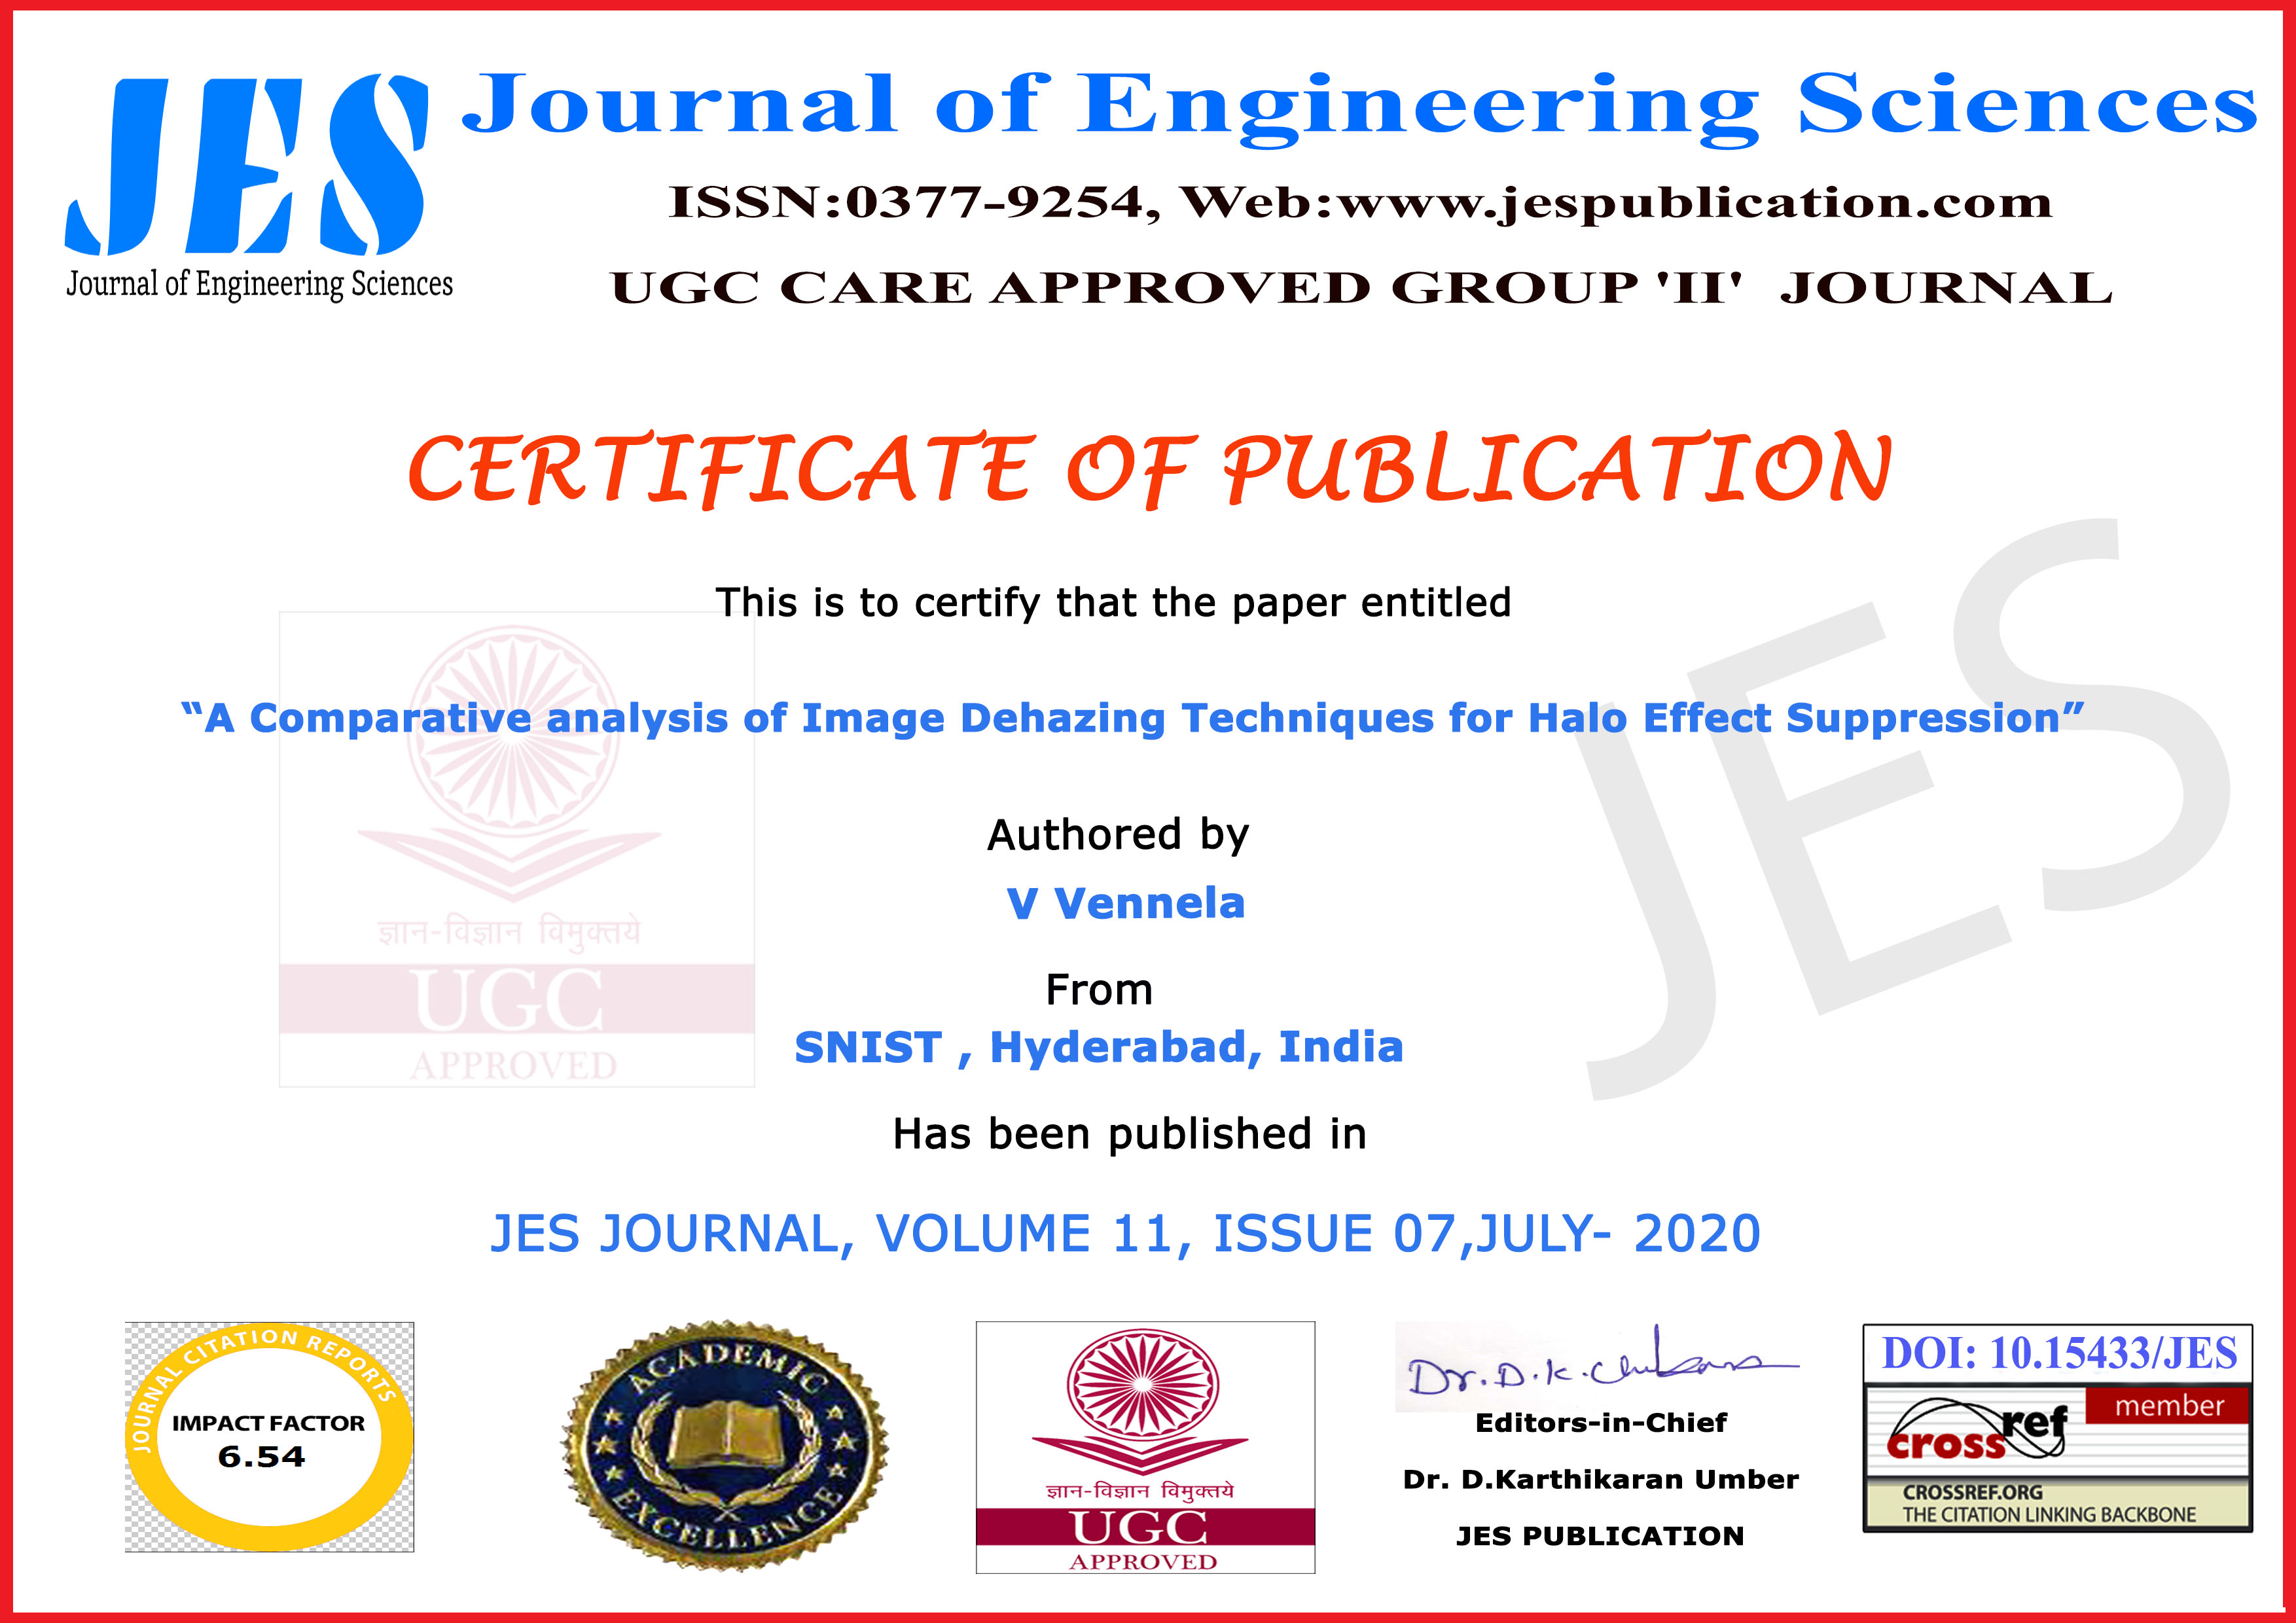 JES
Journal of Engineering Sciences
Journal of Engineering Sciences
ISSN:0377-9254, Web:www.jespublication.com
UGC CARE APPROVED GROUP 'II' JOURNAL
CERTIFICATE OF PUBLICATION
This is to certify that the paper entitled
“A Comparative analysis of Image Dehazing Techniques for Halo Effect Suppression”
Authored by
V Vennela
From
SNIST , Hyderabad, India
Has been published in
JES JOURNAL, VOLUME 11, ISSUE 07,JULY- 2020
ज्ञान-विज्ञान विमुक्तये
UGC
APPROVED
JES
JOURNAL CITATION REPORTS
IMPACT FACTOR
6.54
ACADEMIC
EXCELLENCE
ज्ञान-विज्ञान विमुक्तये
UGC
APPROVED
Dr. D. K.
Editors-in-Chief
Dr. D.Karthikaran Umber
JES PUBLICATION
DOI: 10.15433/JES
crossref
member
CROSSREF.ORG
THE CITATION LINKING BACKBONE